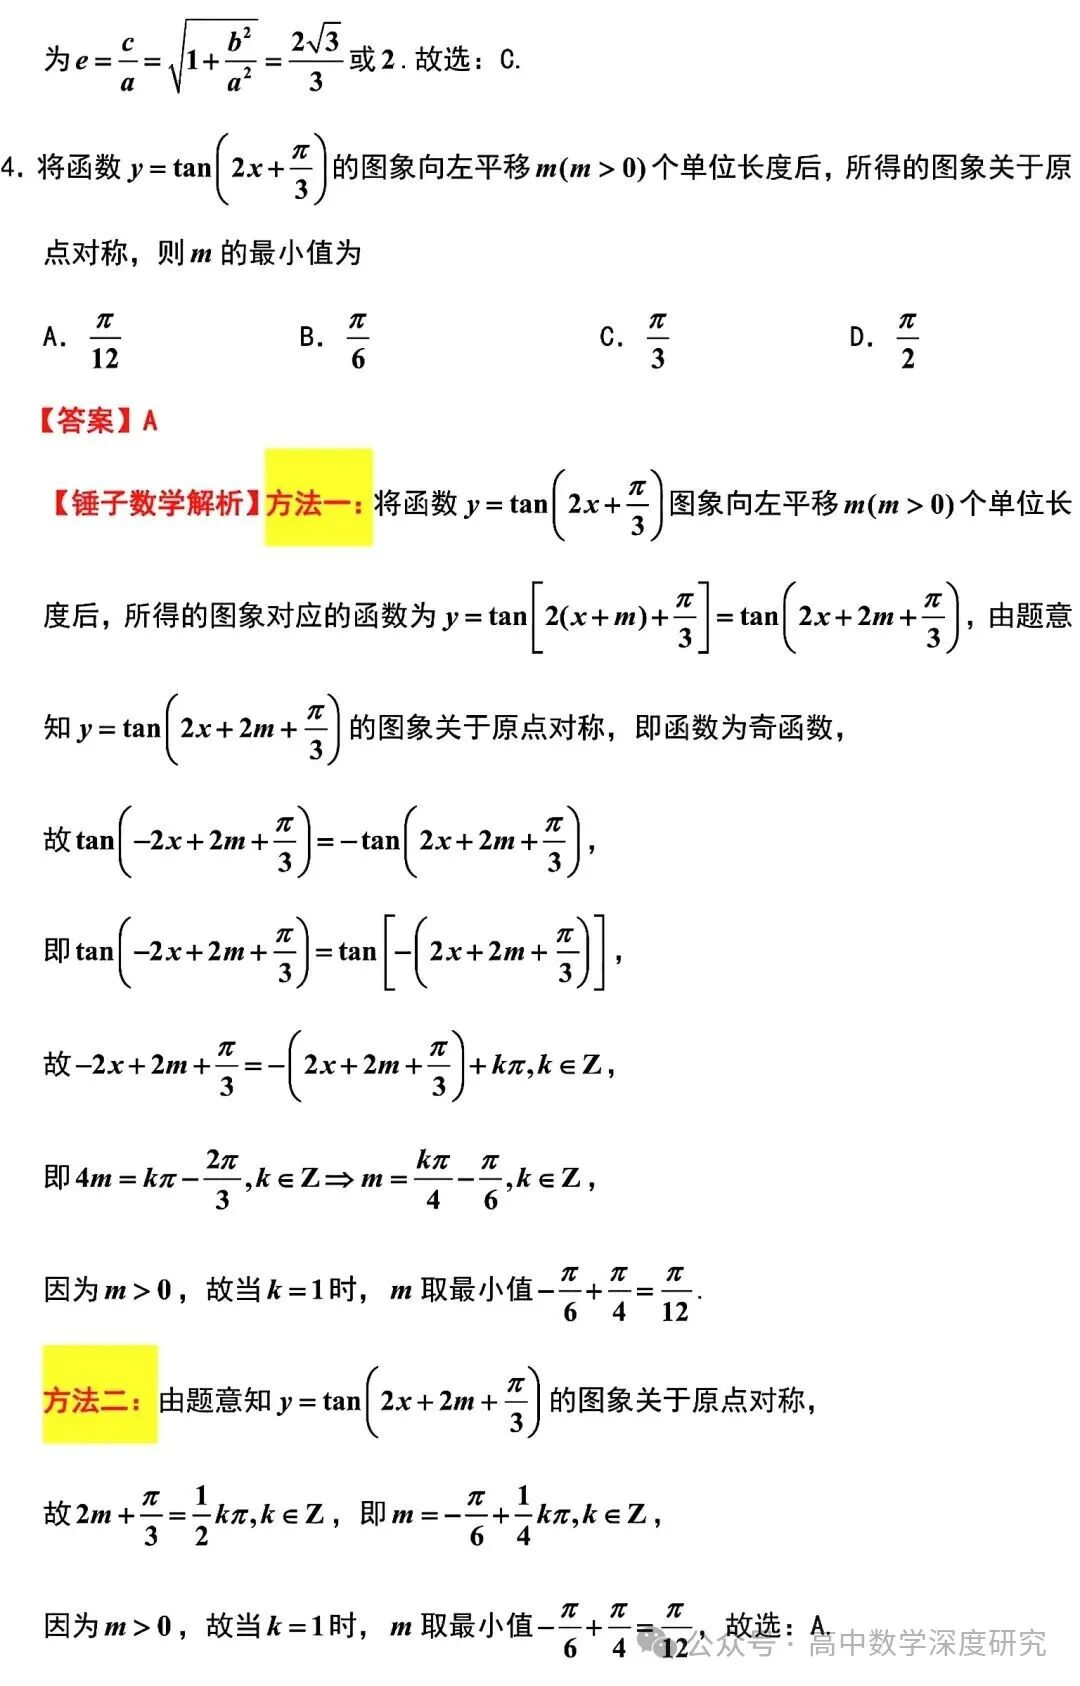 为 e = c/a = √(1 + b²/a²) = 2√3/3 或 2 . 故选：C.
4. 将函数 y = tan(2x + π/3) 的图象向左平移 m(m > 0) 个单位长度后，所得的图象关于原
点对称，则 m 的最小值为
A. π/12 B. π/6 C. π/3 D. π/2
【答案】A
【锤子数学解析】方法一：将函数 y = tan(2x + π/3) 图象向左平移 m(m > 0) 个单位长
度后，所得的图象对应的函数为 y = tan[2(x + m) + π/3] = tan(2x + 2m + π/3)，由题意
知 y = tan(2x + 2m + π/3) 的图象关于原点对称，即函数为奇函数，
故 tan(−2x + 2m + π/3) = −tan(2x + 2m + π/3)，
即 tan(−2x + 2m + π/3) = tan[−(2x + 2m + π/3)]，
故 −2x + 2m + π/3 = −(2x + 2m + π/3) + kπ, k ∈ Z，
即 4m = kπ − 2π/3, k ∈ Z ⇒ m = kπ/4 − π/6, k ∈ Z，
因为 m > 0，故当 k = 1 时，m 取最小值 −π/6 + π/4 = π/12 .
方法二：由题意知 y = tan(2x + 2m + π/3) 的图象关于原点对称，
故 2m + π/3 = 1/2 kπ, k ∈ Z，即 m = −π/6 + 1/4 kπ, k ∈ Z，
因为 m > 0，故当 k = 1 时，m 取最小值 −π/6 + π/4 = π/12，故选：A.
公众号 · 高中数学深度研究